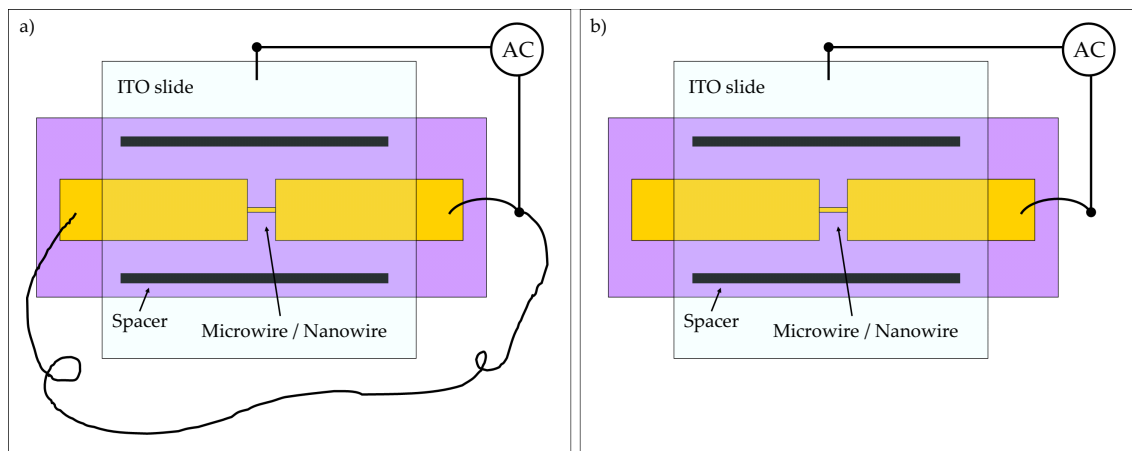 a)
AC
ITO slide
Spacer
Microwire / Nanowire
b)
AC
ITO slide
Spacer
Microwire / Nanowire